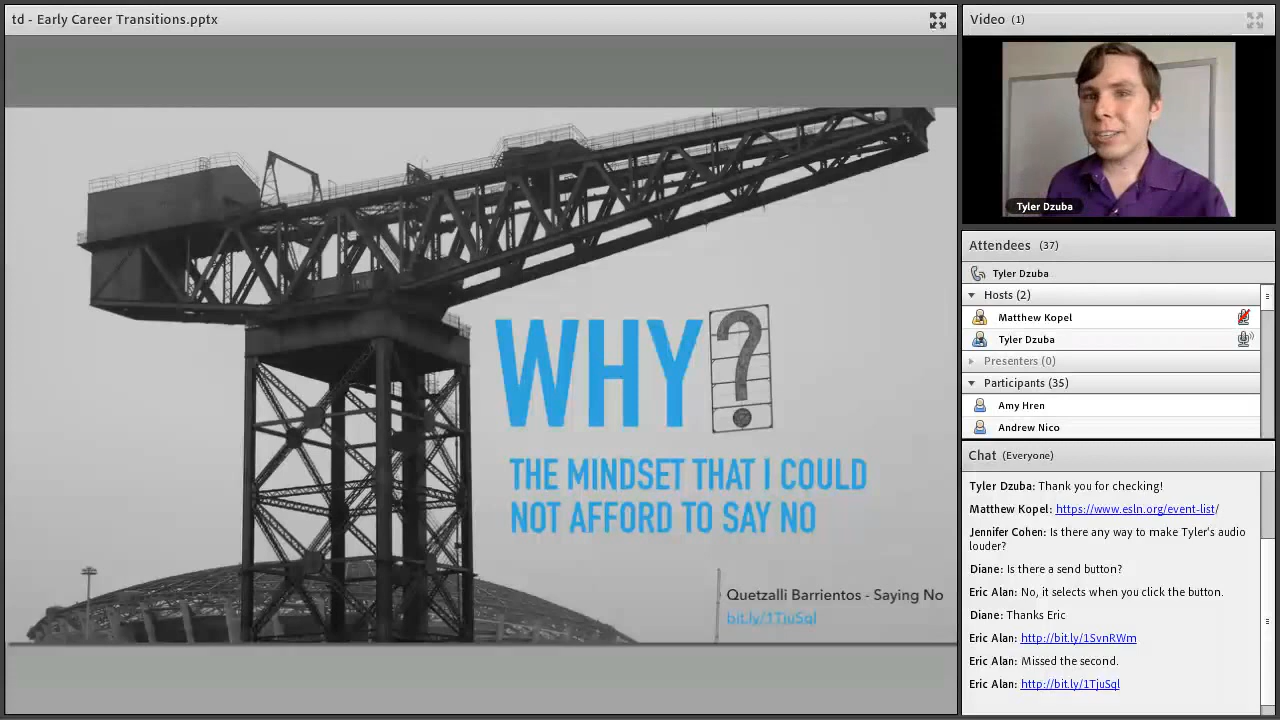 td - Early Career Transitions.pptx
WHY?
THE MINDSET THAT I COULD
NOT AFFORD TO SAY NO
Quetzalli Barrientos - Saying No
bit.ly/1TjuSql
Video (1)
Tyler Dzuba
Attendees (37)
Tyler Dzuba
Hosts (2)
Matthew Kopel
Tyler Dzuba
Presenters (0)
Participants (35)
Amy Hren
Andrew Nico
Chat (Everyone)
Tyler Dzuba: Thank you for checking!
Matthew Kopel: https://www.esln.org/event-list/
Jennifer Cohen: Is there any way to make Tyler's audio
louder?
Diane: Is there a send button?
Eric Alan: No, it selects when you click the button.
Diane: Thanks Eric
Eric Alan: http://bit.ly/1SvnRWm
Eric Alan: Missed the second.
Eric Alan: http://bit.ly/1TjuSql